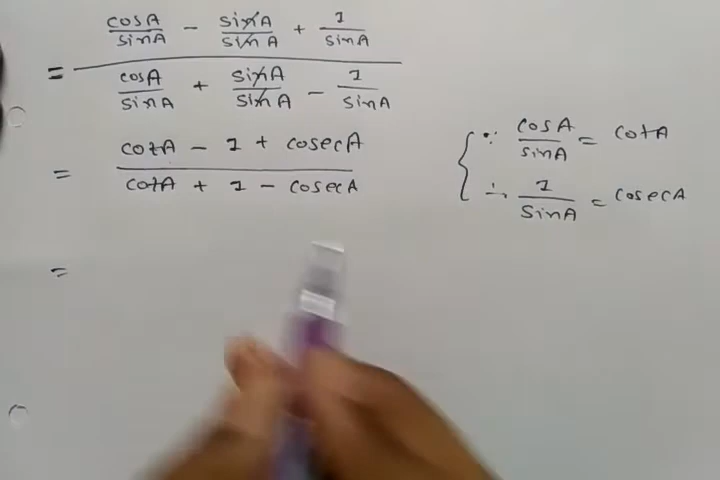 cosA/sinA - sinA/sinA + 1/sinA
= ————————
cosA/sinA + sinA/sinA - 1/sinA
cotA - 1 + cosecA
= ————————
cotA + 1 - cosecA
{ ∵ cosA/sinA = cotA
∴ 1/sinA = cosecA
=